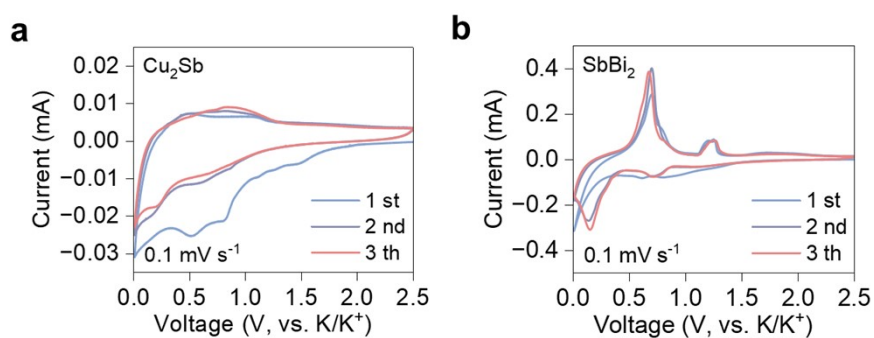 a
Cu₂Sb
0.02
0.01
0.00
−0.01
−0.02
−0.03
Current (mA)
1 st
2 nd
3 th
0.1 mV s⁻¹
0.0 0.5 1.0 1.5 2.0 2.5
Voltage (V, vs. K/K⁺)
b
SbBi₂
0.4
0.2
0.0
−0.2
−0.4
Current (mA)
1 st
2 nd
3 th
0.1 mV s⁻¹
0.0 0.5 1.0 1.5 2.0 2.5
Voltage (V, vs. K/K⁺)